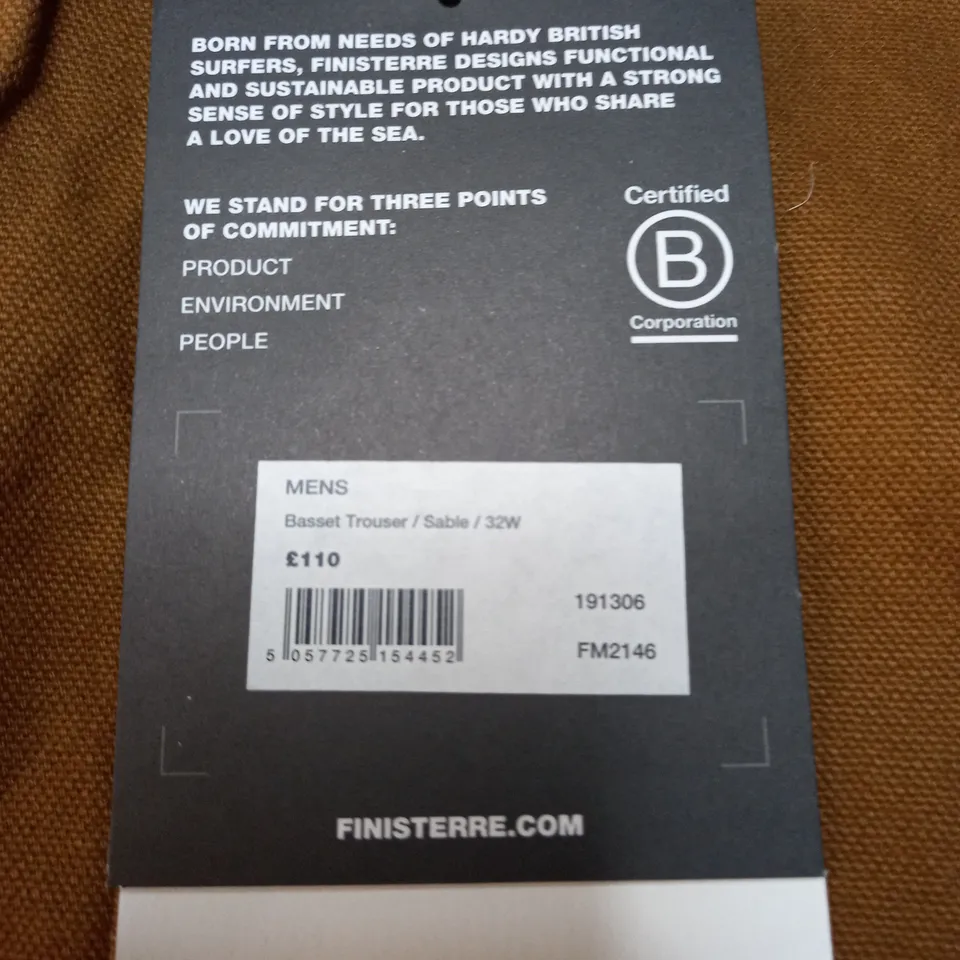 BORN FROM NEEDS OF HARDY BRITISH
SURFERS, FINISTERRE DESIGNS FUNCTIONAL
AND SUSTAINABLE PRODUCT WITH A STRONG
SENSE OF STYLE FOR THOSE WHO SHARE
A LOVE OF THE SEA.
WE STAND FOR THREE POINTS
OF COMMITMENT:
PRODUCT
ENVIRONMENT
PEOPLE
Certified
B
Corporation
MENS
Basset Trouser / Sable / 32W
£110
191306
5 057725 154452
FM2146
FINISTERRE.COM